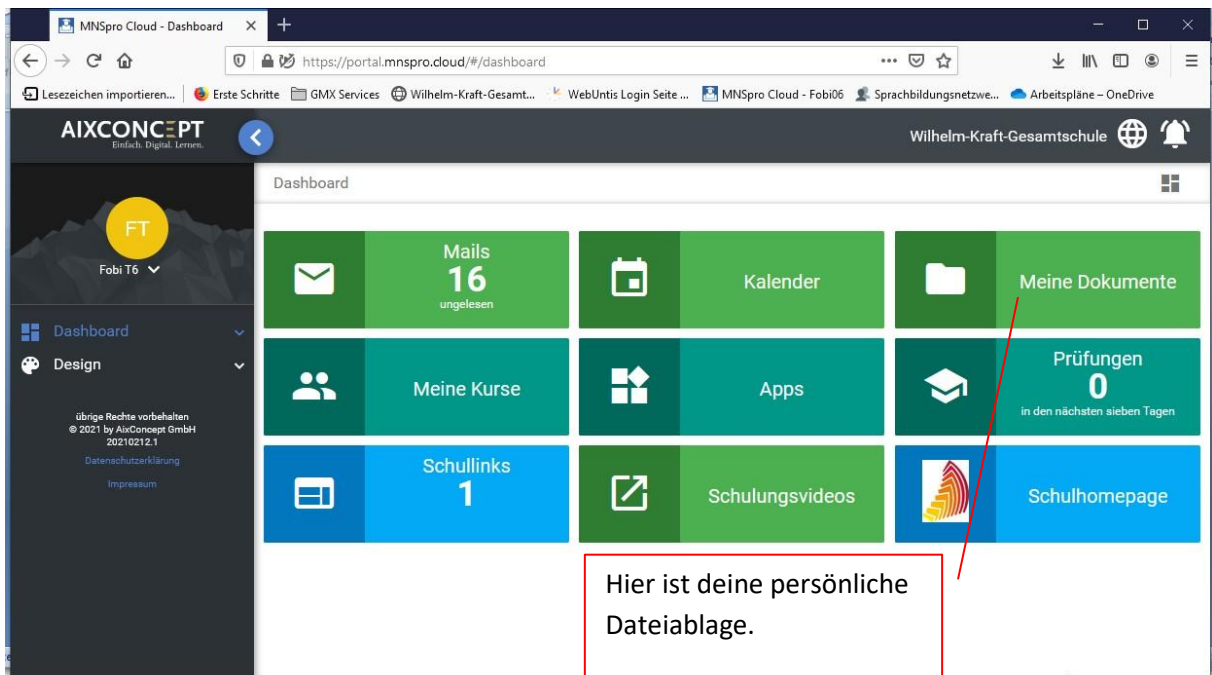 MNSpro Cloud - Dashboard
https://portal.mnspro.cloud/#/dashboard
Lesezeichen importieren... Erste Schritte GMX Services Wilhelm-Kraft-Gesamt... WebUntis Login Seite ... MNSpro Cloud - Fobi06 Sprachbildungsnetzwe... Arbeitspläne – OneDrive
AIXCONCEPT
Einfach. Digital. Lernen.
Wilhelm-Kraft-Gesamtschule
Dashboard
FT
Fobi T6
Dashboard
Design
übrige Rechte vorbehalten
© 2021 by AixConcept GmbH
20210212.1
Datenschutzerklärung
Impressum
Mails
16
ungelesen
Kalender
Meine Dokumente
Meine Kurse
Apps
Prüfungen
0
in den nächsten sieben Tagen
Schullinks
1
Schulungsvideos
Schulhomepage
Hier ist deine persönliche
Dateiablage.